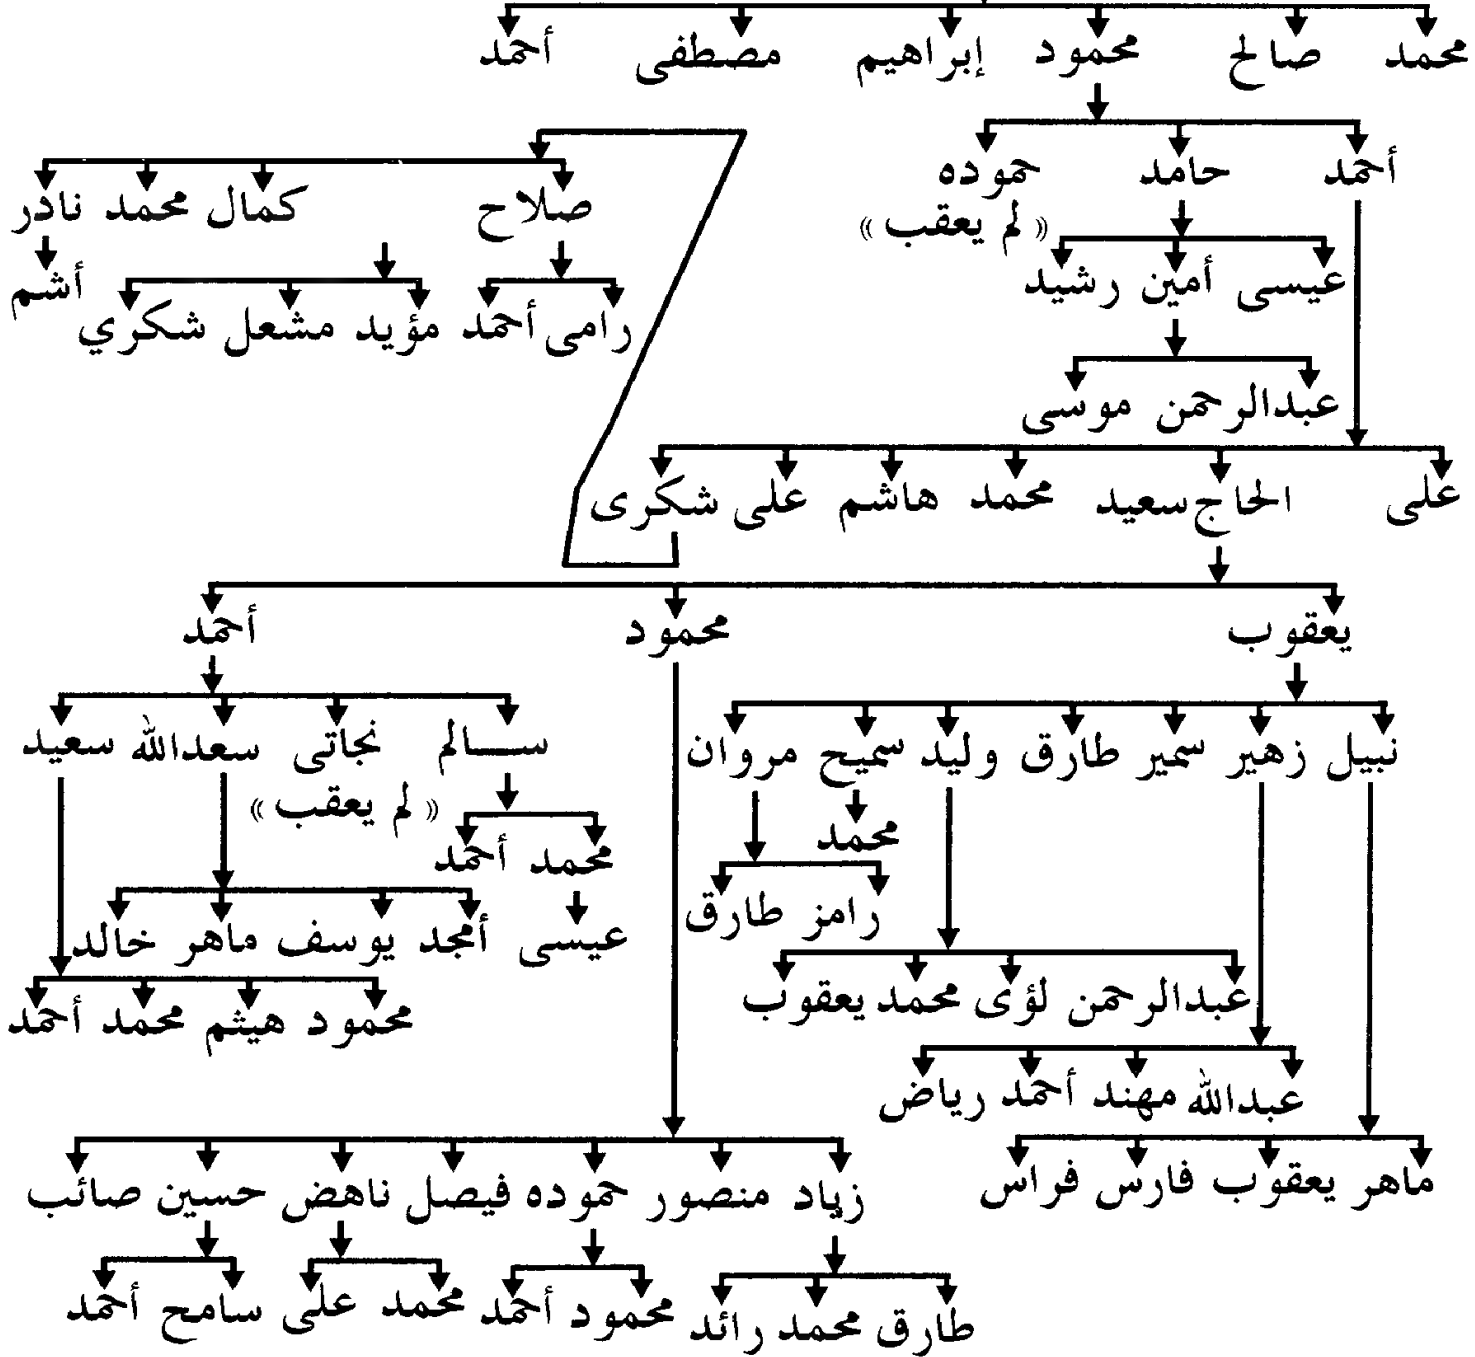 محمد صالح محمود إبراهيم مصطفى أحمد
أحمد حامد حموده
صلاح كمال محمد نادر
« لم يعقب »
عيسى أمين رشيد
أشم
رامى أحمد مؤيد مشعل شكري
عبدالرحمن موسى
على الحاج سعيد محمد هاشم على شكرى
يعقوب محمود أحمد
نبيل زهير سمير طارق وليد سميح مروان
ســـالم نجاتى سعدالله سعيد
« لم يعقب »
محمد
محمد أحمد
رامز طارق
عيسى أمجد يوسف ماهر خالد
عبدالرحمن لؤى محمد يعقوب
محمود هيثم محمد أحمد
عبدالله مهند أحمد رياض
ماهر يعقوب فارس فراس
زياد منصور حموده فيصل ناهض حسين صائب
طارق محمد رائد محمود أحمد محمد على سامح أحمد